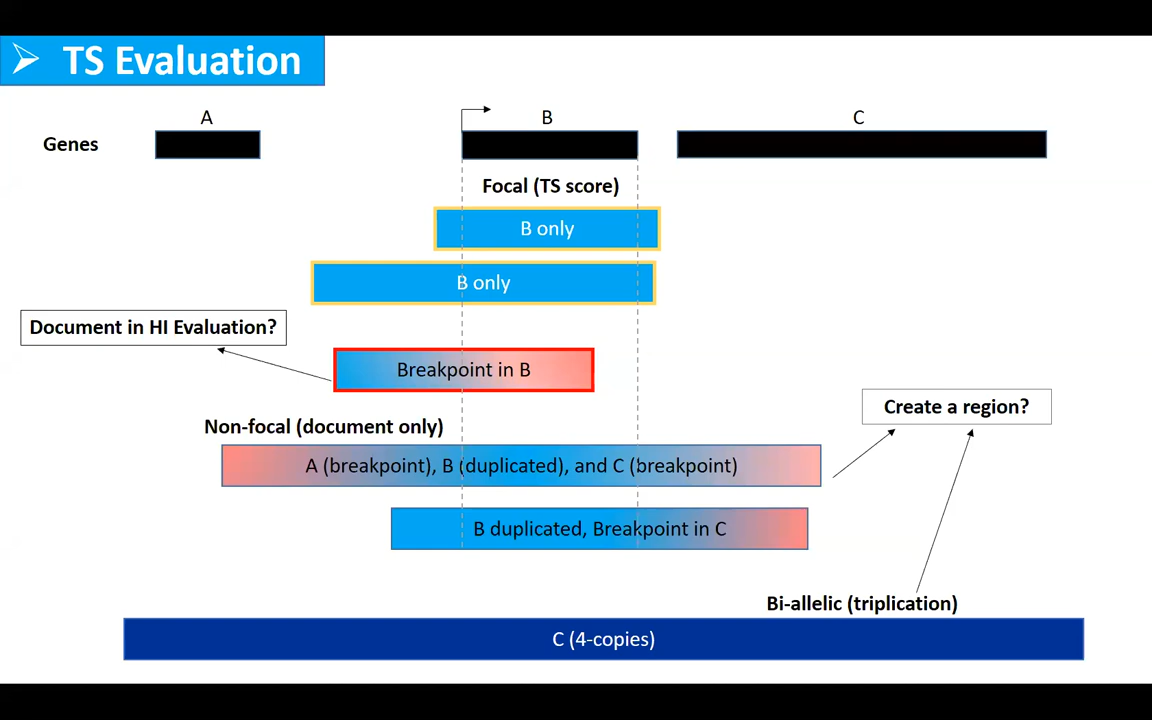 TS Evaluation
A
B
C
Genes
Focal (TS score)
B only
B only
Document in HI Evaluation?
Breakpoint in B
Create a region?
Non-focal (document only)
A (breakpoint), B (duplicated), and C (breakpoint)
B duplicated, Breakpoint in C
Bi-allelic (triplication)
C (4-copies)